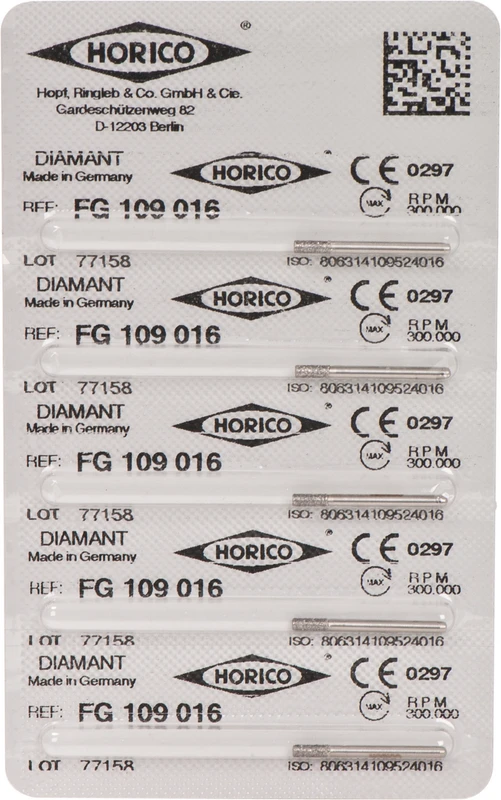 HORICO ®
Hopf, Ringleb & Co. GmbH & Cie.
Gardeschützenweg 82
D-12203 Berlin
DIAMANT HORICO ® CE 0297
Made in Germany
REF: FG 109 016 MAX RPM 300.000
LOT 77158 ISO: 806314109524016
DIAMANT HORICO ® CE 0297
Made in Germany
REF: FG 109 016 MAX RPM 300.000
LOT 77158 ISO: 806314109524016
DIAMANT HORICO ® CE 0297
Made in Germany
REF: FG 109 016 MAX RPM 300.000
LOT 77158 ISO: 806314109524016
DIAMANT HORICO ® CE 0297
Made in Germany
REF: FG 109 016 MAX RPM 300.000
LOT 77158 ISO: 806314109524016
DIAMANT HORICO ® CE 0297
Made in Germany
REF: FG 109 016 MAX RPM 300.000
LOT 77158 ISO: 806314109524016